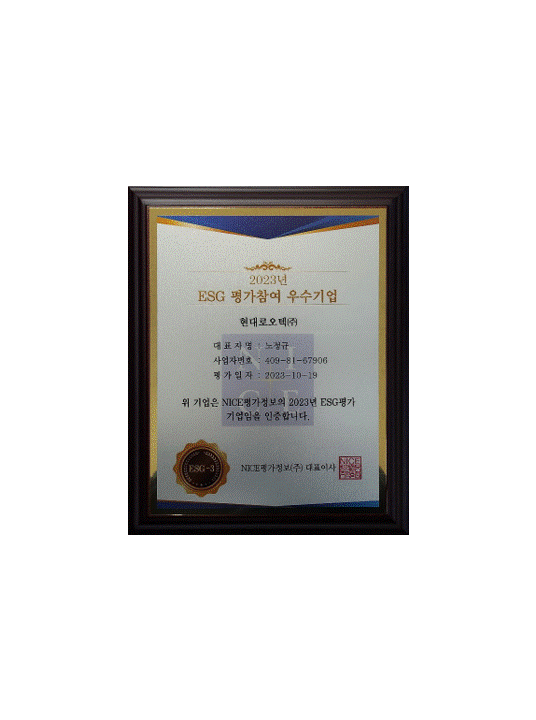 2023년
ESG 평가참여 우수기업
현대로오텍(주)
대 표 자 명 : 노정규
사업자번호 : 409-81-67906
평 가 일 자 : 2023-10-19
위 기업은 NICE평가정보의 2023년 ESG평가
기업임을 인증합니다.
ESG-3
NICE평가정보(주) 대표이사
NICE